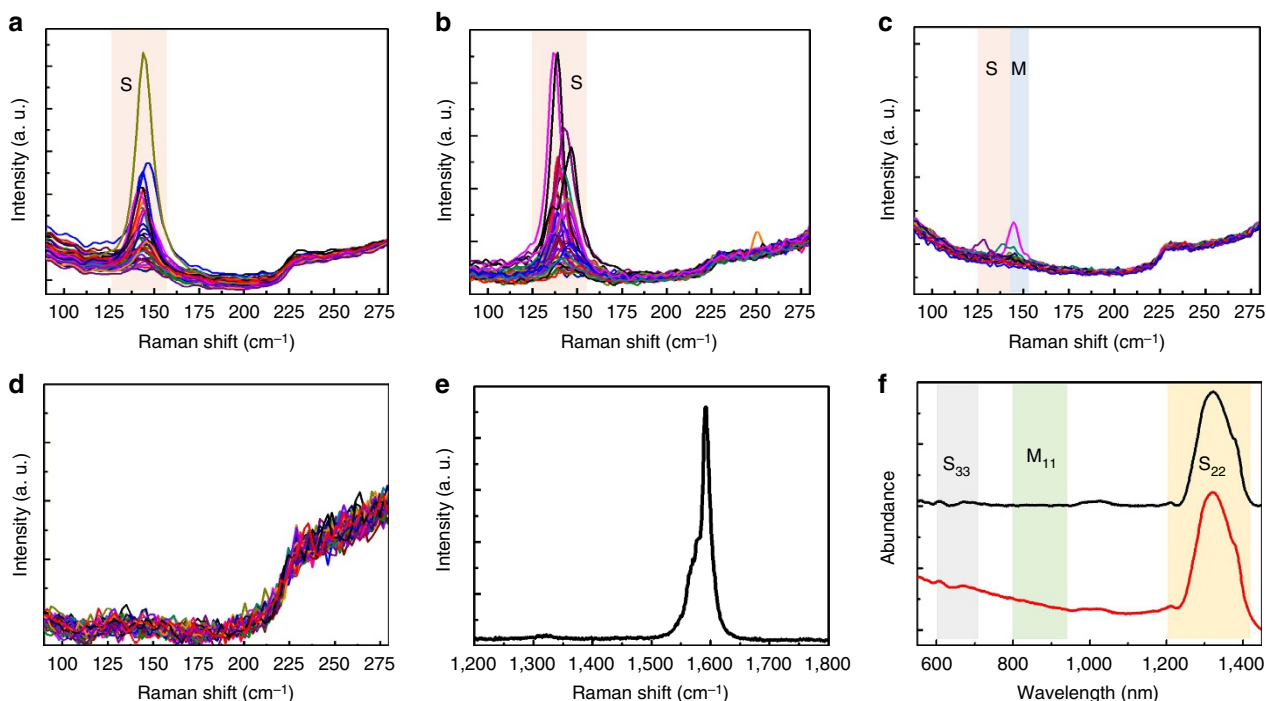 a
S
Intensity (a. u.)
100 125 150 175 200 225 250 275
Raman shift (cm⁻¹)
b
S
Intensity (a. u.)
100 125 150 175 200 225 250 275
Raman shift (cm⁻¹)
c
S M
Intensity (a. u.)
100 125 150 175 200 225 250 275
Raman shift (cm⁻¹)
d
Intensity (a. u.)
100 125 150 175 200 225 250 275
Raman shift (cm⁻¹)
e
Intensity (a. u.)
1,200 1,300 1,400 1,500 1,600 1,700 1,800
Raman shift (cm⁻¹)
f
S₃₃ M₁₁ S₂₂
Abundance
600 800 1,000 1,200 1,400
Wavelength (nm)